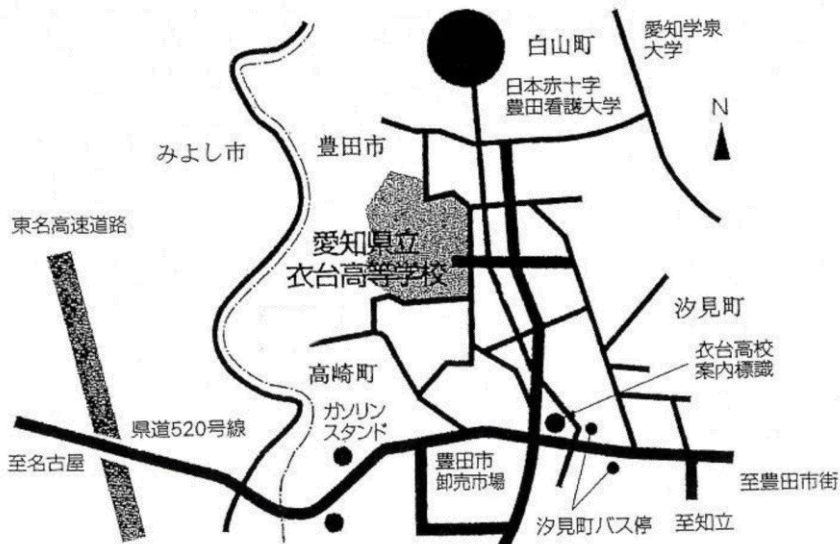 白山町
愛知学泉
大学
日本赤十字
豊田看護大学
N
みよし市
豊田市
東名高速道路
愛知県立
衣台高等学校
汐見町
衣台高校
案内標識
高崎町
ガソリン
スタンド
県道520号線
至名古屋
豊田市
卸売市場
至豊田市街
汐見町バス停
至知立